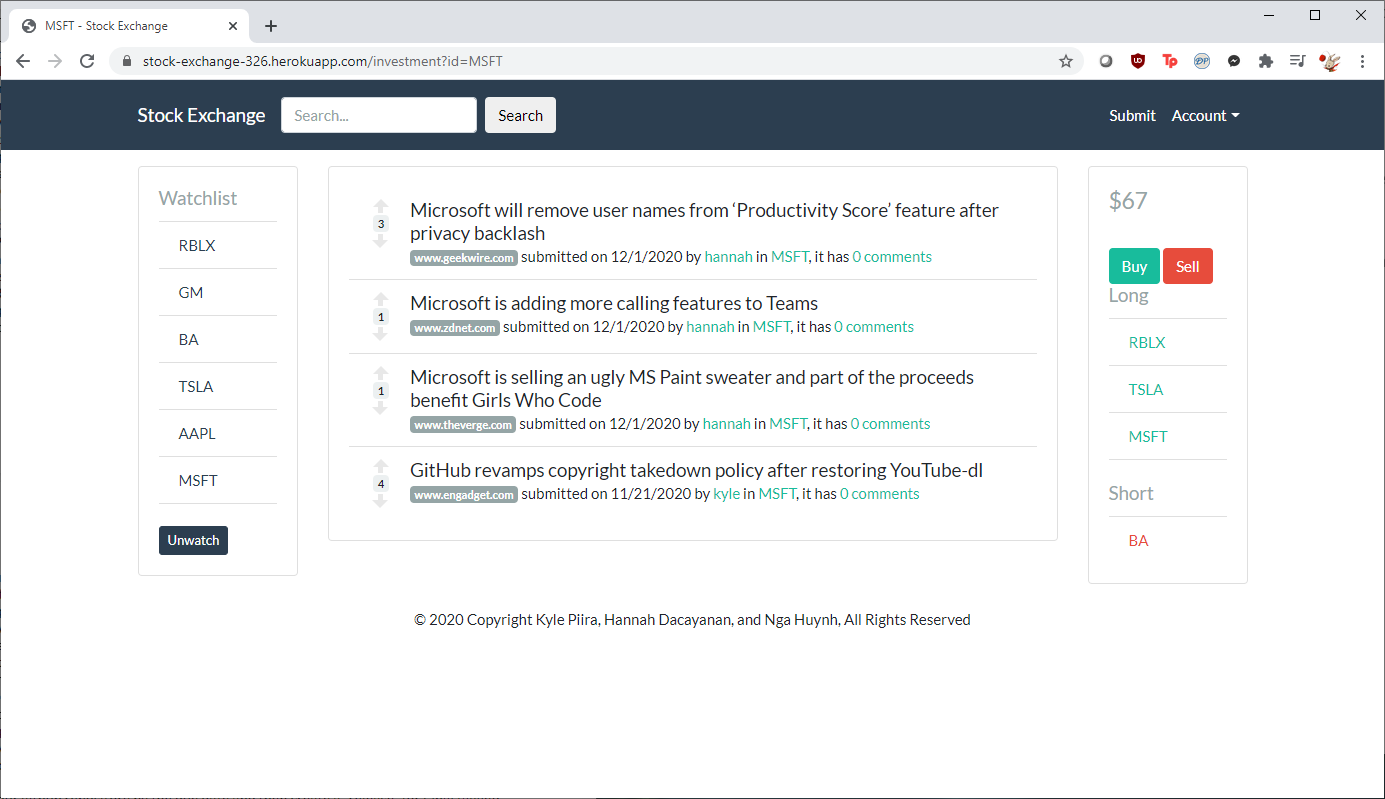 MSFT - Stock Exchange
stock-exchange-326.herokuapp.com/investment?id=MSFT
Stock Exchange Search... Search Submit Account
Watchlist
RBLX
GM
BA
TSLA
AAPL
MSFT
Unwatch
3
Microsoft will remove user names from ‘Productivity Score’ feature after
privacy backlash
www.geekwire.com submitted on 12/1/2020 by hannah in MSFT, it has 0 comments
1
Microsoft is adding more calling features to Teams
www.zdnet.com submitted on 12/1/2020 by hannah in MSFT, it has 0 comments
1
Microsoft is selling an ugly MS Paint sweater and part of the proceeds
benefit Girls Who Code
www.theverge.com submitted on 12/1/2020 by hannah in MSFT, it has 0 comments
4
GitHub revamps copyright takedown policy after restoring YouTube-dl
www.engadget.com submitted on 11/21/2020 by kyle in MSFT, it has 0 comments
$67
Buy Sell
Long
RBLX
TSLA
MSFT
Short
BA
© 2020 Copyright Kyle Piira, Hannah Dacayanan, and Nga Huynh, All Rights Reserved